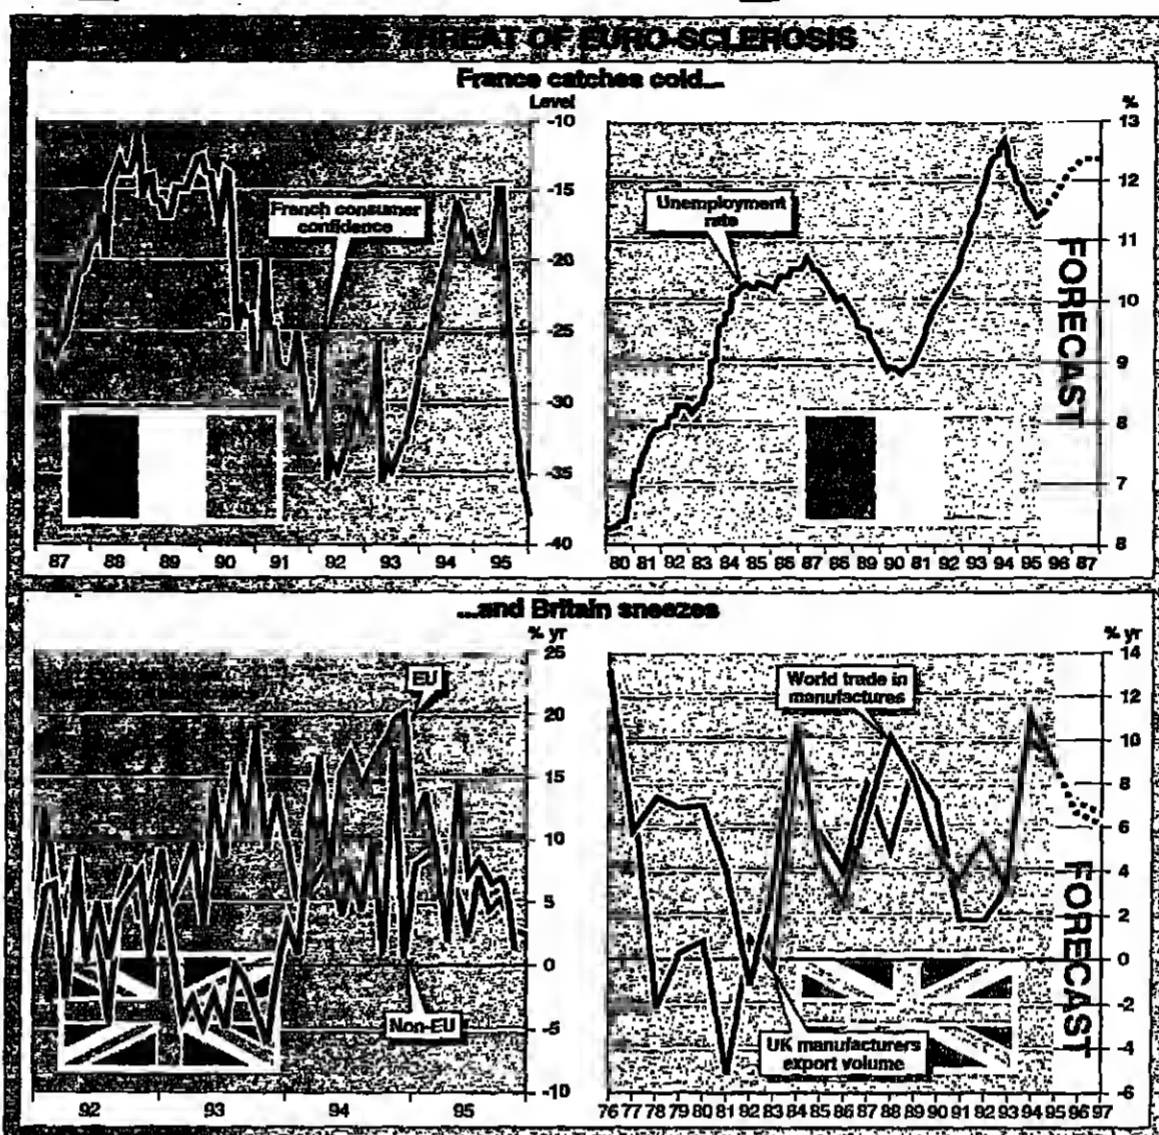 THREAT OF EURO-SCLEROSIS
France catches cold...
Level
-10
-15
-20
-25
-30
-35
-40
French consumer
confidence
87 88 89 90 91 92 93 94 95
%
13
12
11
10
9
8
7
8
Unemployment
rate
FORECAST
80 81 92 83 84 85 86 87 88 89 90 81 92 93 94 95 96 87
...and Britain sneezes
% yr
25
20
15
10
5
0
-5
-10
EU
Non-EU
92 93 94 95
% yr
14
12
10
8
6
4
2
0
-2
-4
-6
World trade in
manufactures
UK manufacturers
export volume
FORECAST
76 77 78 79 80 81 92 83 84 85 86 87 88 89 90 91 92 93 94 95 96 97